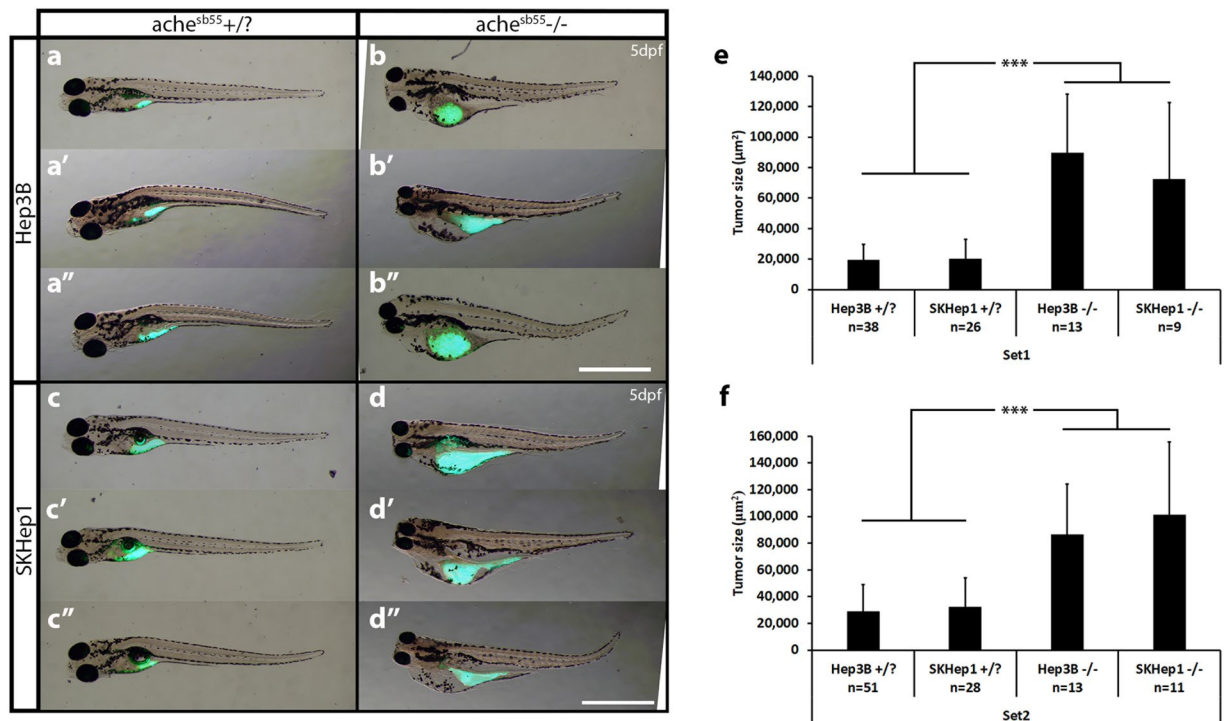 ache^sb55+/?
ache^sb55-/-
Hep3B
a
b
5dpf
a′
b′
a″
b″
SKHep1
c
d
5dpf
c′
d′
c″
d″
e
***
140,000
120,000
100,000
80,000
60,000
40,000
20,000
0
Tumor size (µm²)
Hep3B +/? SKHep1 +/? Hep3B -/- SKHep1 -/-
n=38 n=26 n=13 n=9
Set1
f
***
160,000
140,000
120,000
100,000
80,000
60,000
40,000
20,000
0
Tumor size (µm²)
Hep3B +/? SKHep1 +/? Hep3B -/- SKHep1 -/-
n=51 n=28 n=13 n=11
Set2